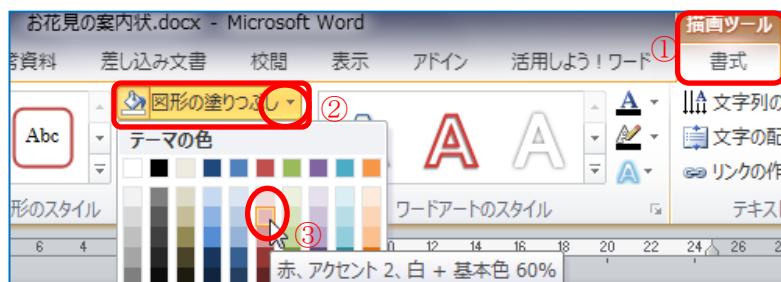 お花見の案内状.docx - Microsoft Word
描画ツール
資料 差し込み文書 校閲 表示 アドイン 活用しよう！ワード ① 書式
図形の塗りつぶし ②
Abc
A A A
文字列の
テーマの色
文字の配
A
リンクの作
形のスタイル ワードアートのスタイル テキス
③
6 4 0 12 14 16 18 20 22 24 26 2
赤、アクセント 2、白 + 基本色 60%